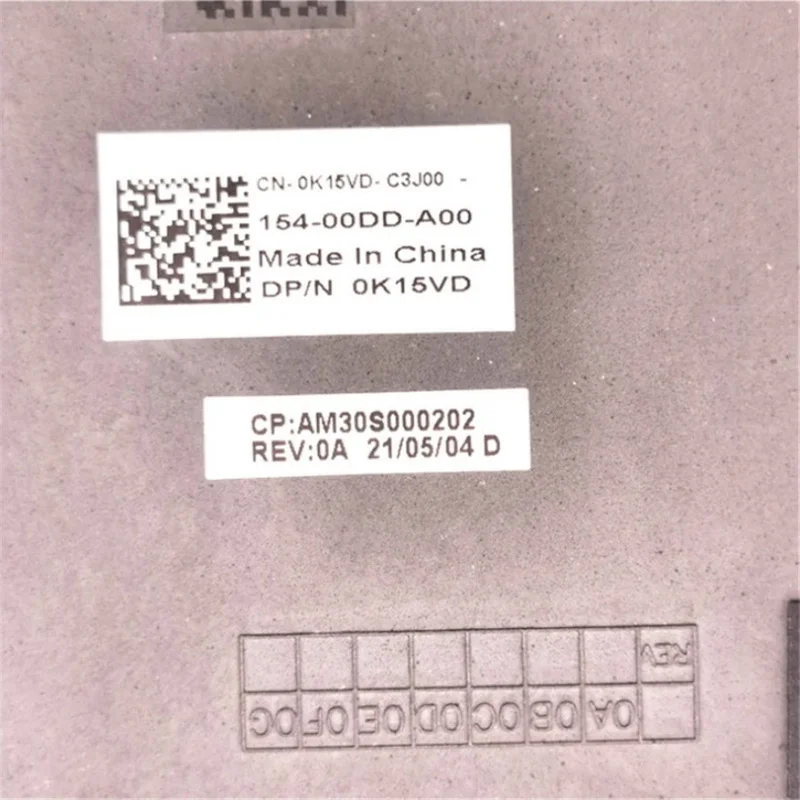 CN- 0K15VD- C3J00 -
154-00DD-A00
Made In China
DP/N 0K15VD
CP:AM30S000202
REV:0A 21/05/04 D
REV
0A 0B 0C 0D 0E 0F 0G